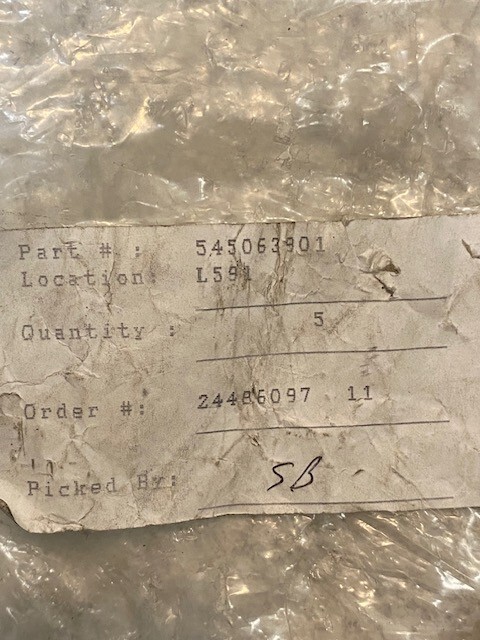 Part # : 545063901
Location: L591
Quantity : 5
Order #: 24486097 11
Picked By: SB